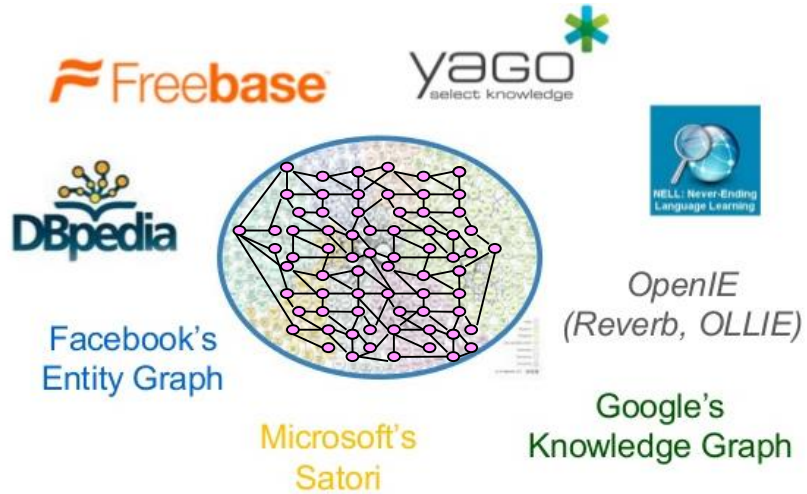 Freebase
yago
select knowledge
DBpedia
NELL: Never-Ending
Language Learning
OpenIE
(Reverb, OLLIE)
Facebook's
Entity Graph
Google's
Knowledge Graph
Microsoft's
Satori